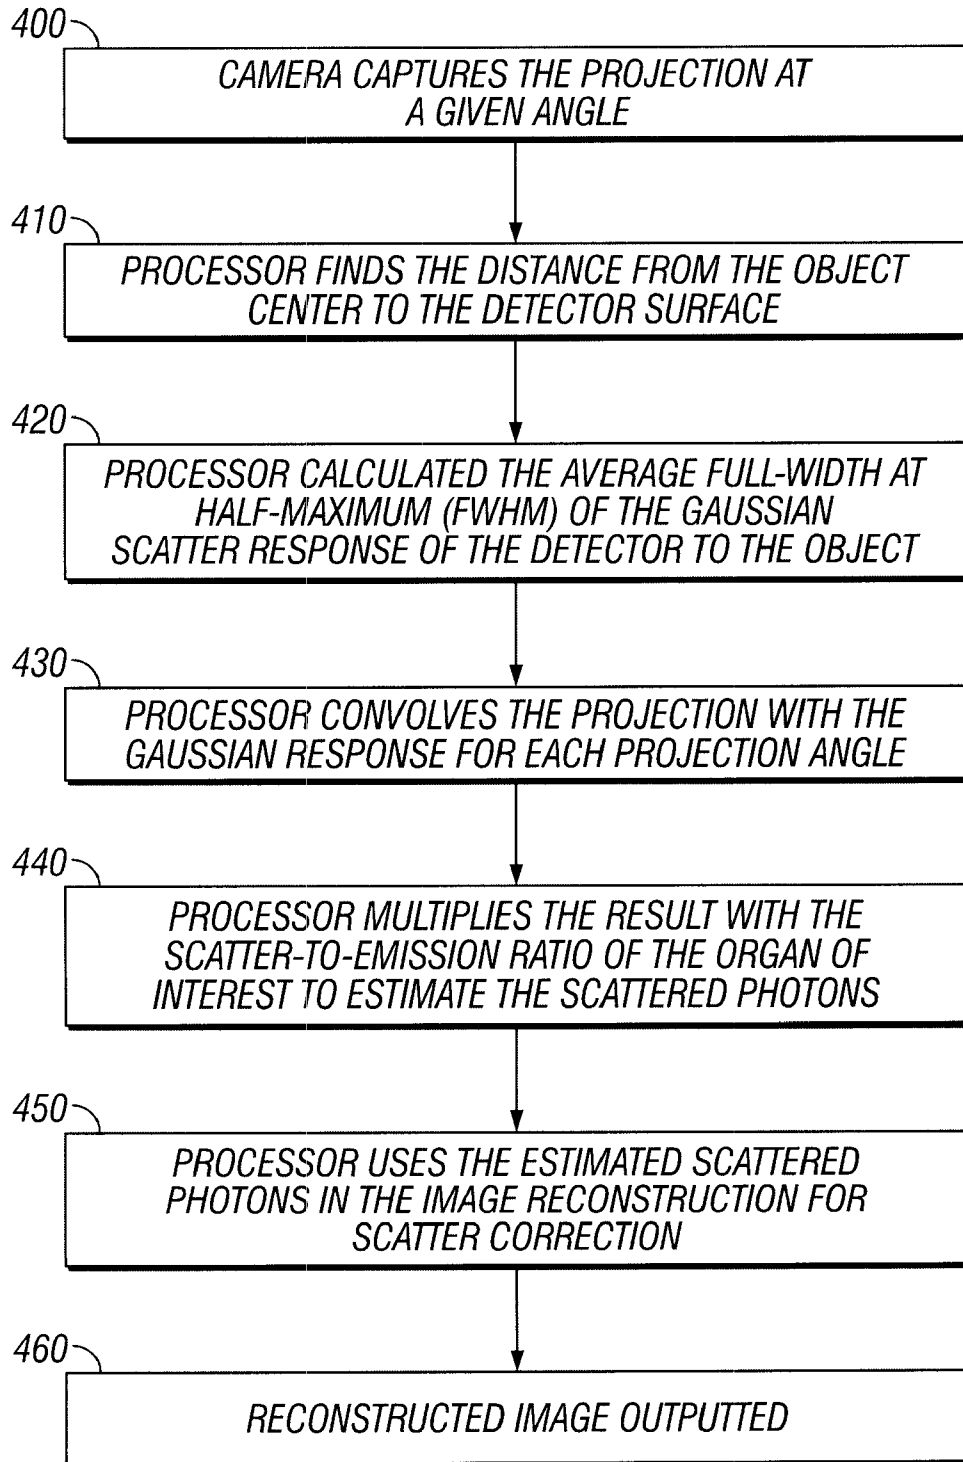 400
CAMERA CAPTURES THE PROJECTION AT
A GIVEN ANGLE
410
PROCESSOR FINDS THE DISTANCE FROM THE OBJECT
CENTER TO THE DETECTOR SURFACE
420
PROCESSOR CALCULATED THE AVERAGE FULL-WIDTH AT
HALF-MAXIMUM (FWHM) OF THE GAUSSIAN
SCATTER RESPONSE OF THE DETECTOR TO THE OBJECT
430
PROCESSOR CONVOLVES THE PROJECTION WITH THE
GAUSSIAN RESPONSE FOR EACH PROJECTION ANGLE
440
PROCESSOR MULTIPLIES THE RESULT WITH THE
SCATTER-TO-EMISSION RATIO OF THE ORGAN OF
INTEREST TO ESTIMATE THE SCATTERED PHOTONS
450
PROCESSOR USES THE ESTIMATED SCATTERED
PHOTONS IN THE IMAGE RECONSTRUCTION FOR
SCATTER CORRECTION
460
RECONSTRUCTED IMAGE OUTPUTTED